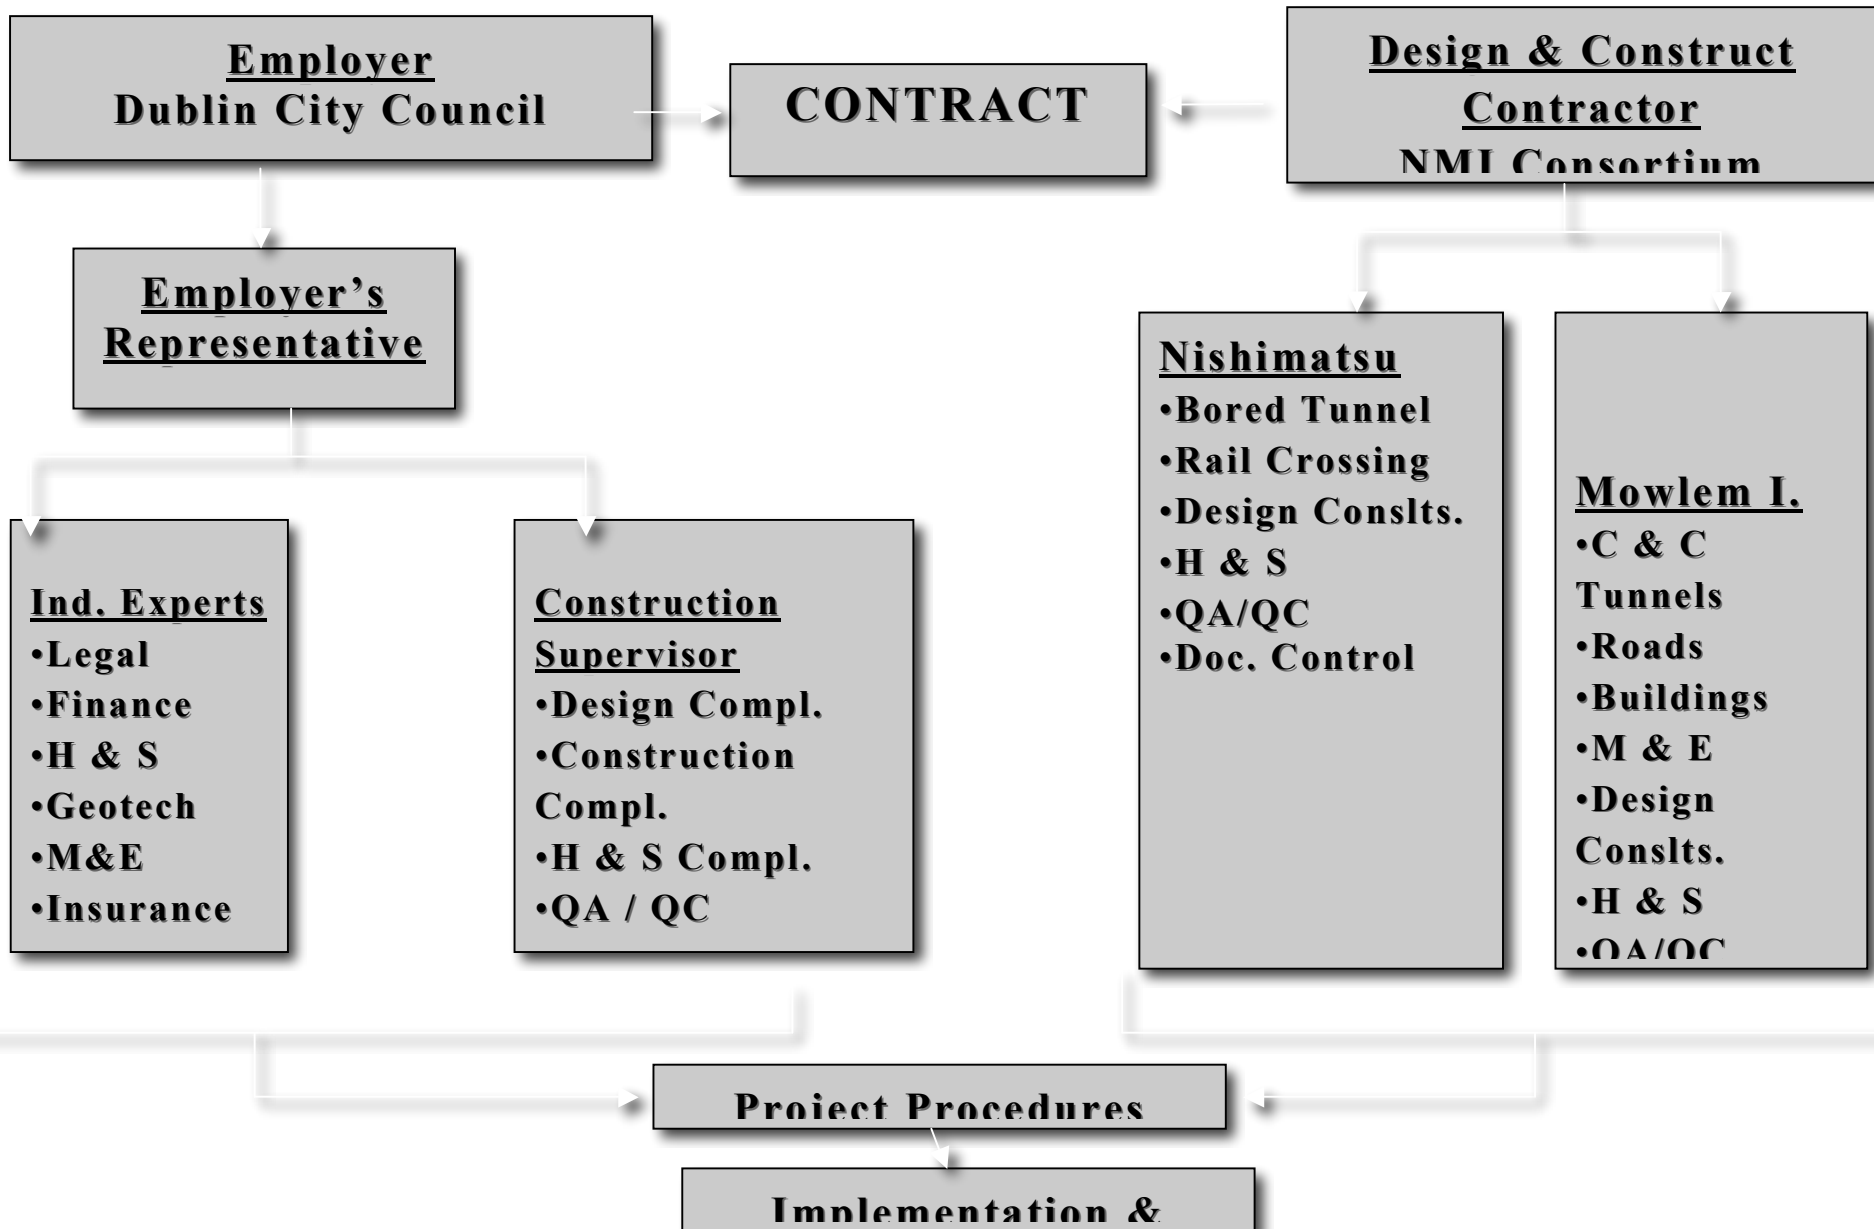 Employer
Dublin City Council
CONTRACT
Design & Construct
Contractor
NMI Consortium
Employer’s
Representative
Ind. Experts
•Legal
•Finance
•H & S
•Geotech
•M&E
•Insurance
Construction
Supervisor
•Design Compl.
•Construction
Compl.
•H & S Compl.
•QA / QC
Nishimatsu
•Bored Tunnel
•Rail Crossing
•Design Conslts.
•H & S
•QA/QC
•Doc. Control
Mowlem I.
•C & C
Tunnels
•Roads
•Buildings
•M & E
•Design
Conslts.
•H & S
•QA/QC
Project Procedures
Implementation &